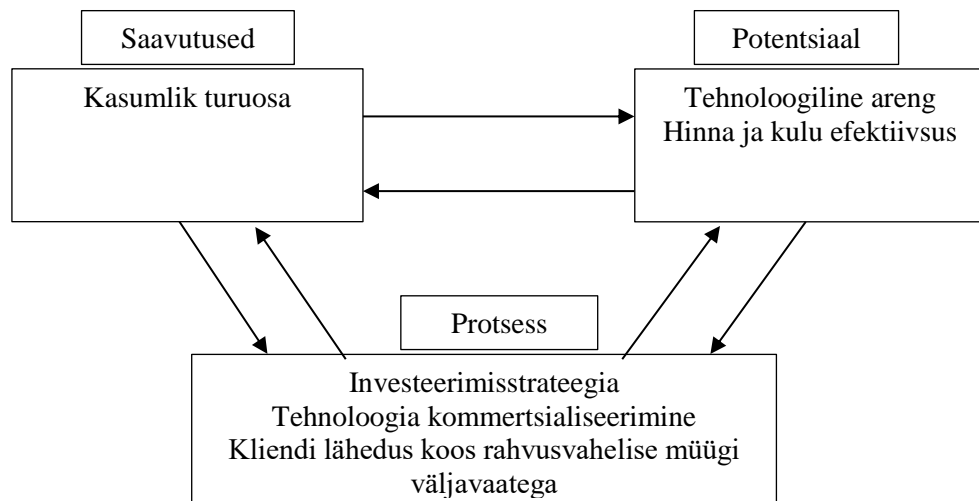 Saavutused
Potentsiaal
Kasumlik turuosa
Tehnoloogiline areng
Hinna ja kulu efektiivsus
Protsess
Investeerimisstrateegia
Tehnoloogia kommertsialiseerimine
Kliendi lähedus koos rahvusvahelise müügi
väljavaatega